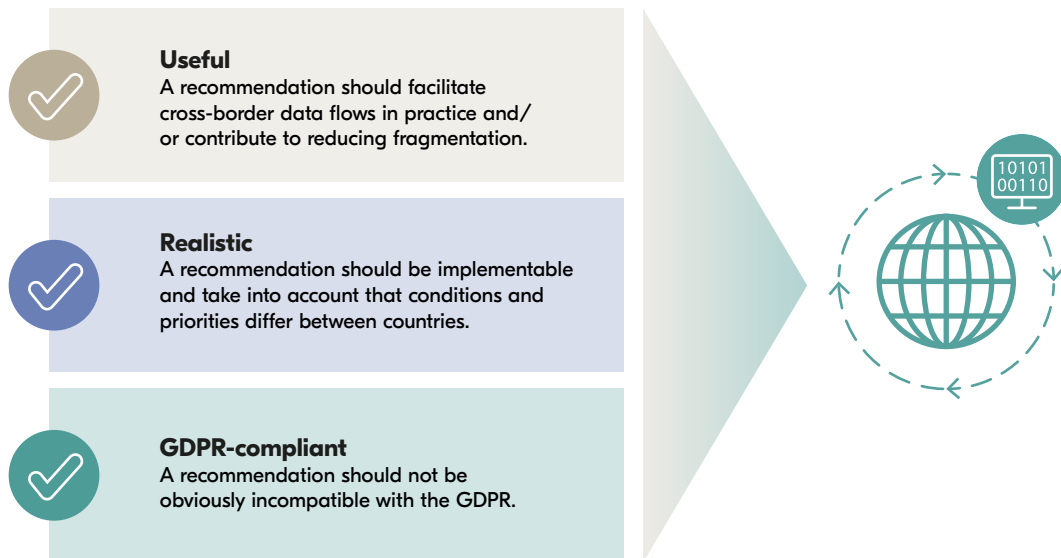 Useful
A recommendation should facilitate
cross-border data flows in practice and/
or contribute to reducing fragmentation.
Realistic
A recommendation should be implementable
and take into account that conditions and
priorities differ between countries.
GDPR-compliant
A recommendation should not be
obviously incompatible with the GDPR.
10101
00110